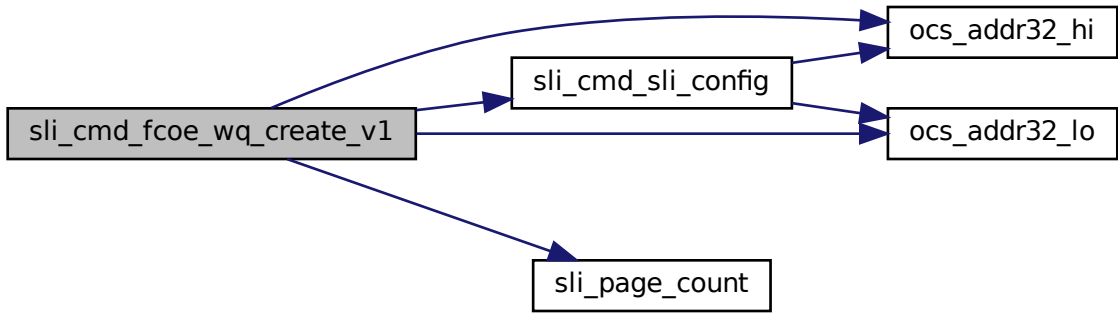 ocs_addr32_hi
sli_cmd_sli_config
sli_cmd_fcoe_wq_create_v1
ocs_addr32_lo
sli_page_count